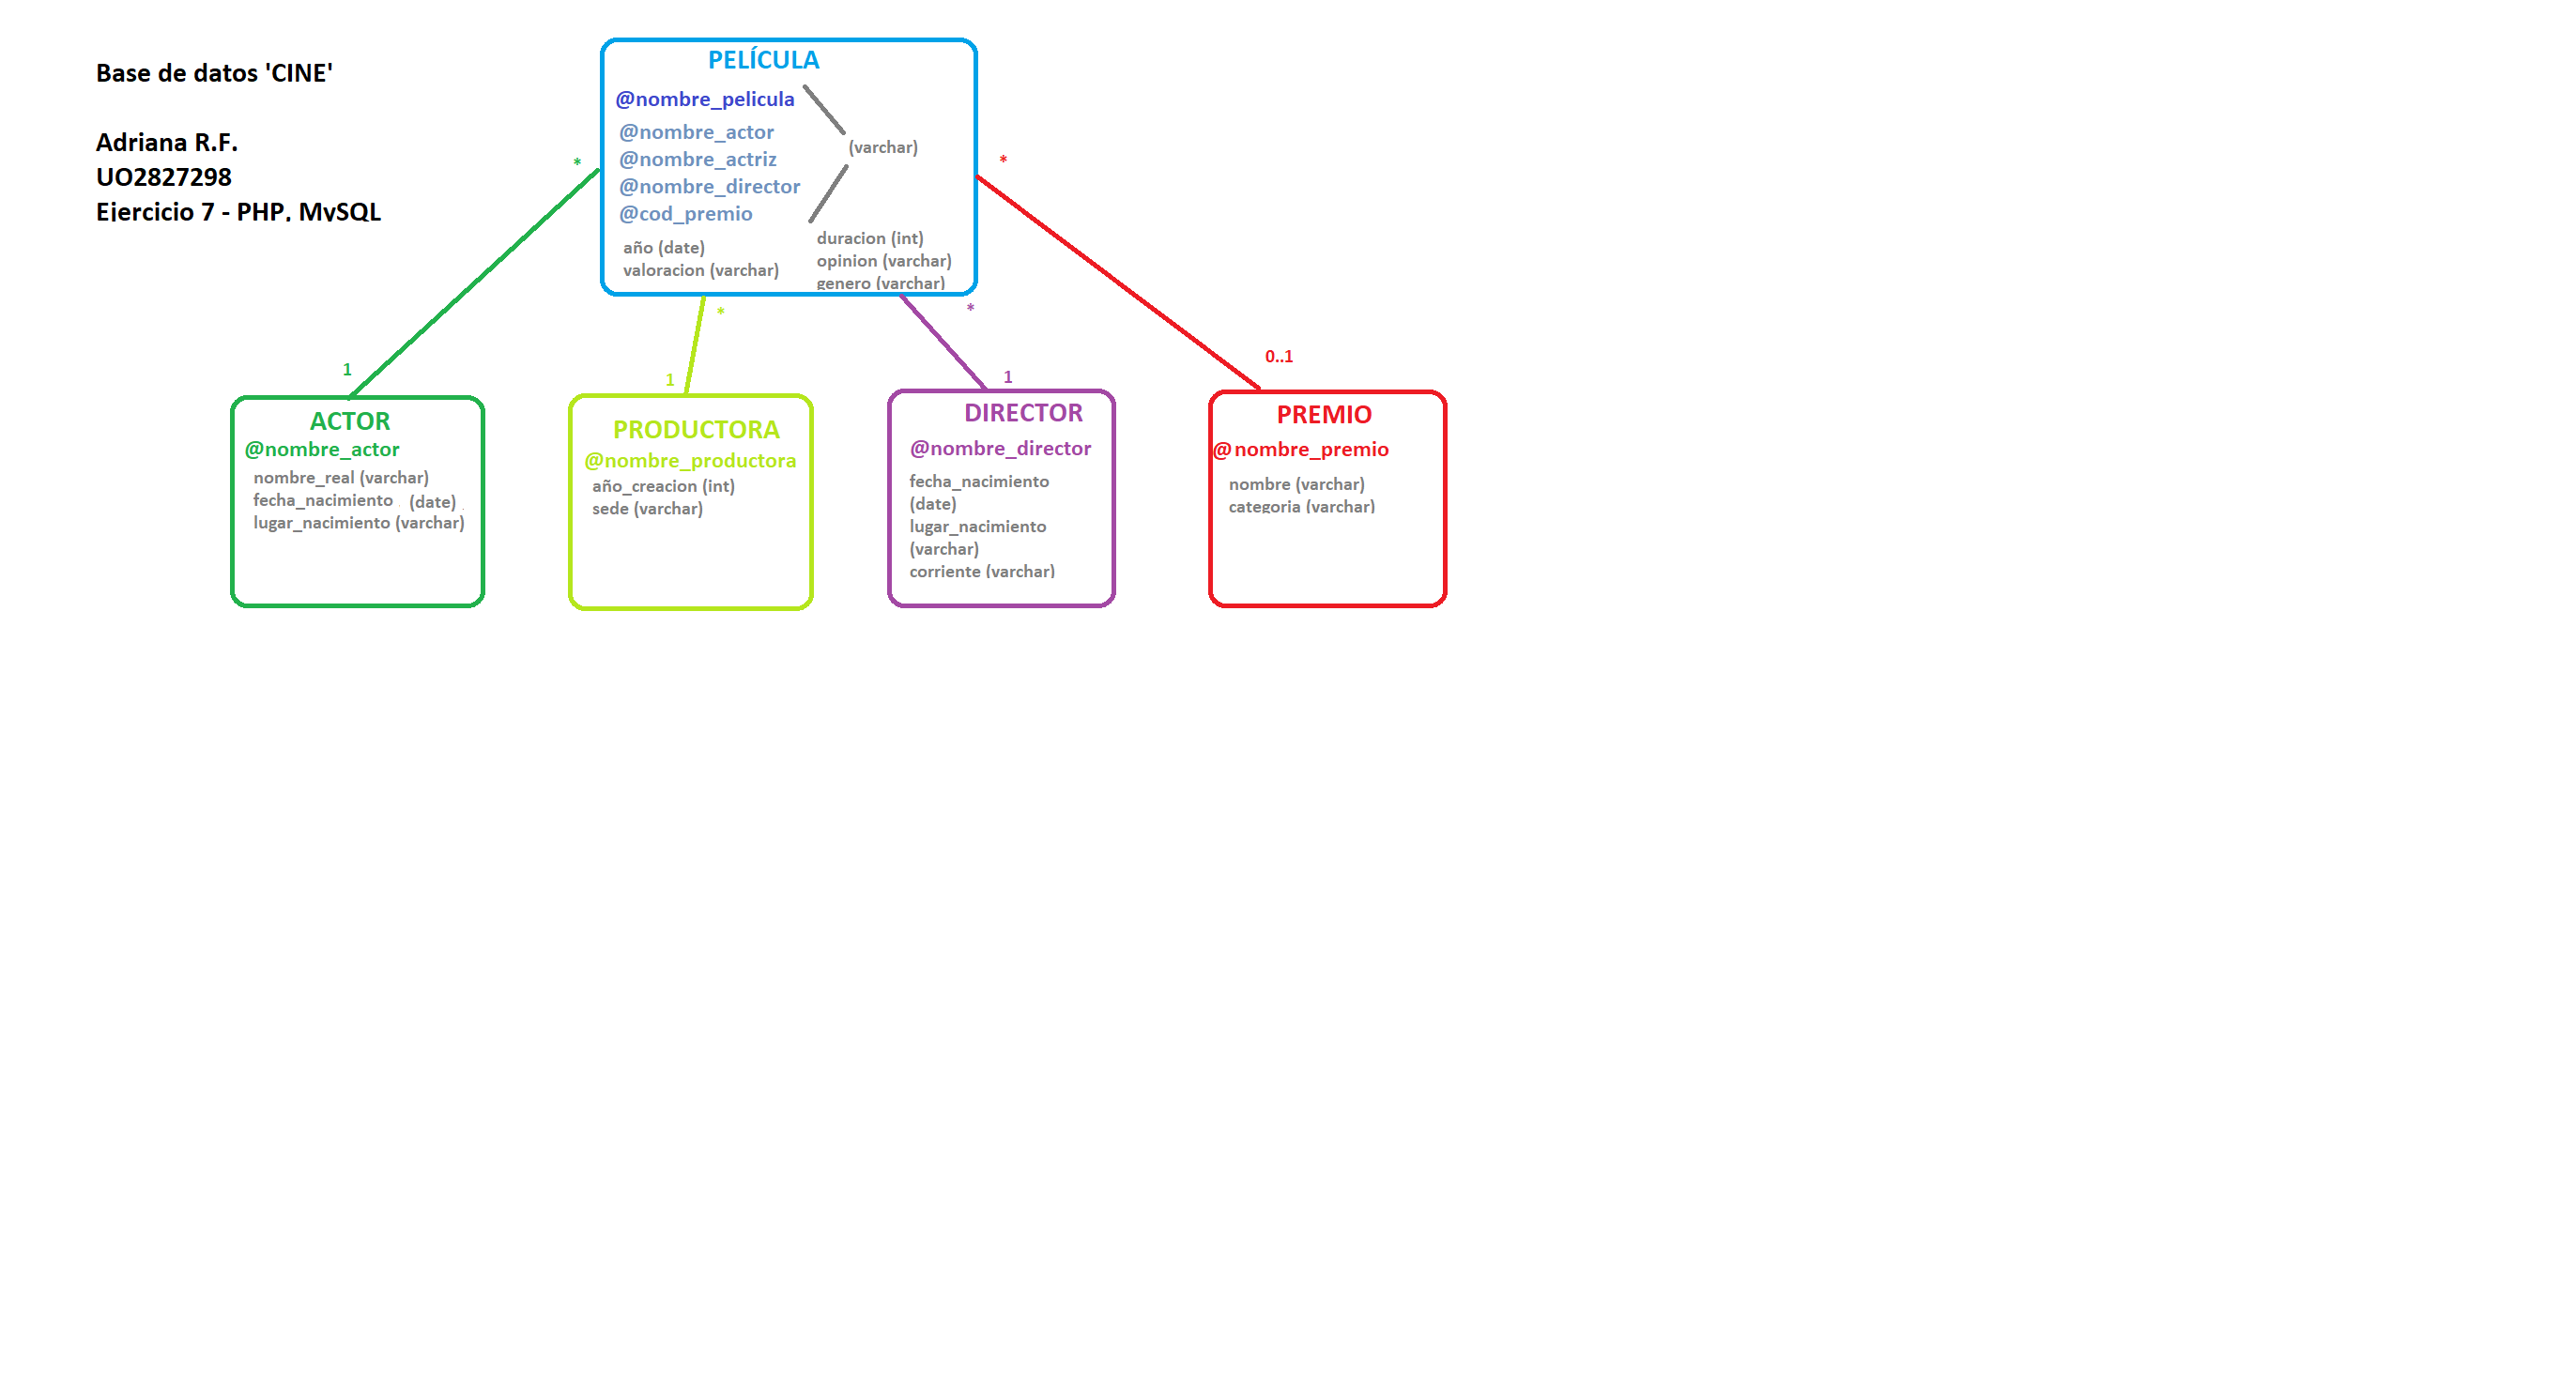 Base de datos 'CINE'
Adriana R.F.
UO2827298
Ejercicio 7 - PHP, MySQL
PELÍCULA
@nombre_pelicula
@nombre_actor
@nombre_actriz
@nombre_director
@cod_premio
(varchar)
año (date)
valoracion (varchar)
duracion (int)
opinion (varchar)
genero (varchar)
*
*
*
*
1
1
1
0..1
ACTOR
@nombre_actor
nombre_real (varchar)
fecha_nacimiento (date)
lugar_nacimiento (varchar)
PRODUCTORA
@nombre_productora
año_creacion (int)
sede (varchar)
DIRECTOR
@nombre_director
fecha_nacimiento
(date)
lugar_nacimiento
(varchar)
corriente (varchar)
PREMIO
@nombre_premio
nombre (varchar)
categoria (varchar)